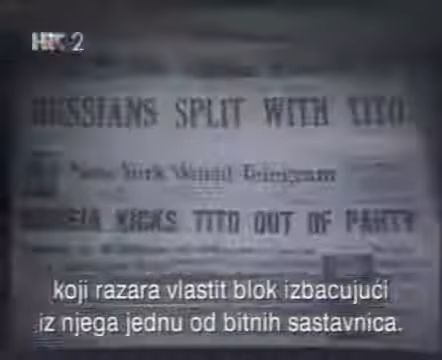 HRT 2
RUSSIANS SPLIT WITH TITO
New York World Telegram
RUSSIA KICKS TITO OUT OF PARTY
koji razara vlastit blok izbacujući
iz njega jednu od bitnih sastavnica.